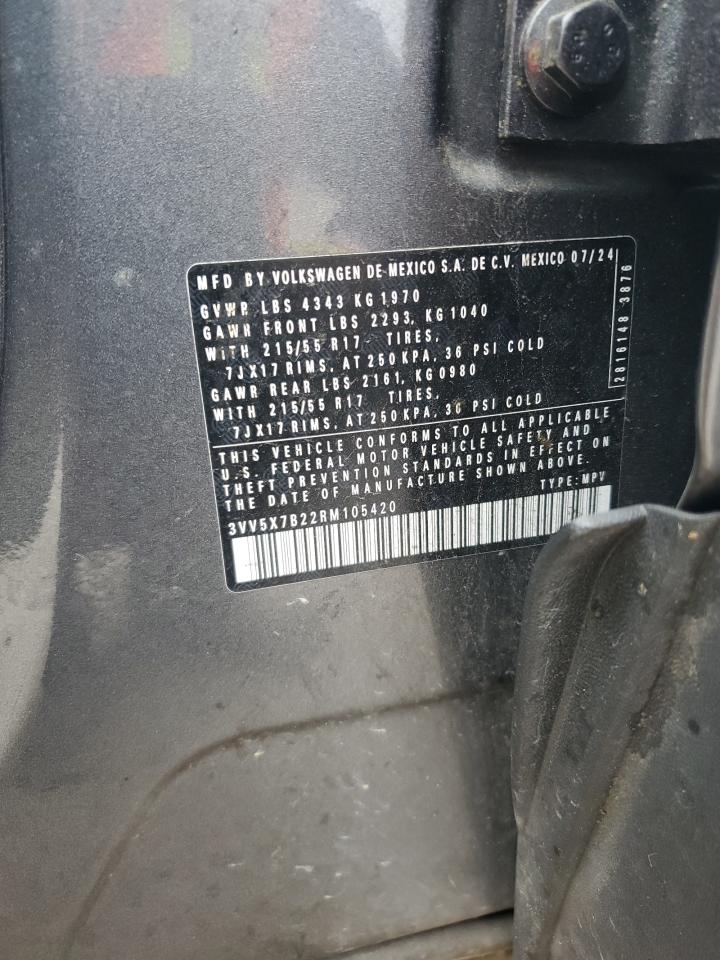 MFD BY VOLKSWAGEN DE MEXICO S.A. DE C.V. MEXICO 07/24
GVWR LBS 4343 KG 1970
GAWR FRONT LBS 2293, KG 1040
WITH 215/55 R17 TIRES,
7JX17 RIMS, AT 250 KPA, 36 PSI COLD
GAWR REAR LBS 2161, KG 0980
WITH 215/55 R17 TIRES,
7JX17 RIMS, AT 250 KPA, 36 PSI COLD
2816148 3876
THIS VEHICLE CONFORMS TO ALL APPLICABLE
U.S. FEDERAL MOTOR VEHICLE SAFETY AND
THEFT PREVENTION STANDARDS IN EFFECT ON
THE DATE OF MANUFACTURE SHOWN ABOVE.
3VV5X7B22RM105420 TYPE: MPV